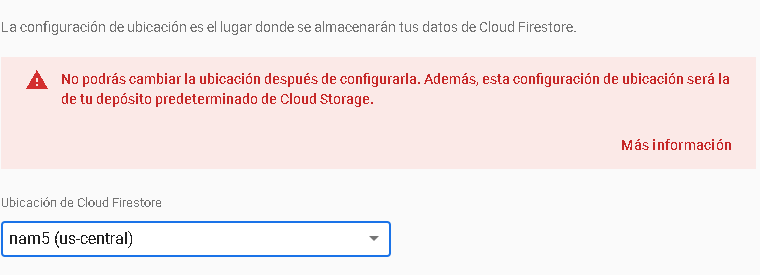 La configuración de ubicación es el lugar donde se almacenarán tus datos de Cloud Firestore.
No podrás cambiar la ubicación después de configurarla. Además, esta configuración de ubicación será la
de tu depósito predeterminado de Cloud Storage.
Más información
Ubicación de Cloud Firestore
nam5 (us-central)